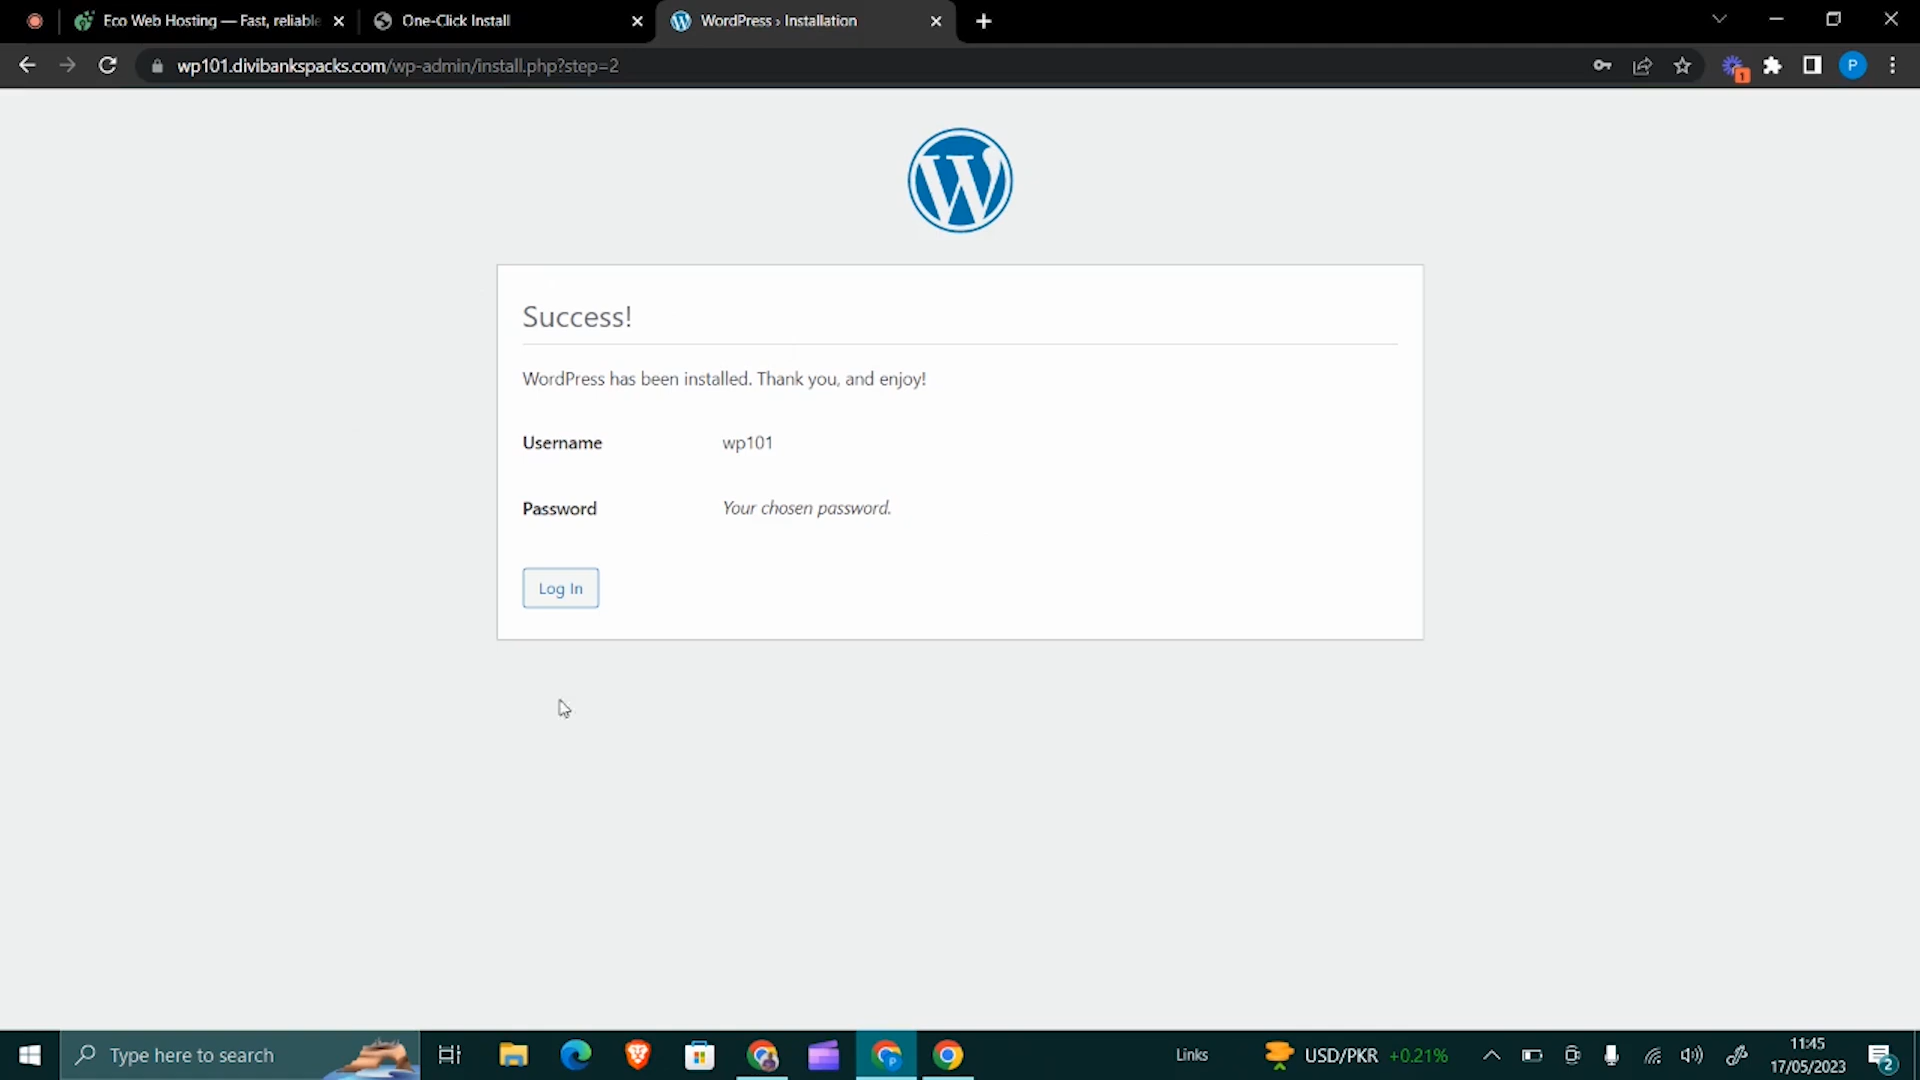 Eco Web Hosting — Fast, reliable
One-Click Install
WordPress › Installation
wp101.divibankspacks.com/wp-admin/install.php?step=2
1
P
W
Success!
WordPress has been installed. Thank you, and enjoy!
Username wp101
Password Your chosen password.
Log In
Type here to search
Links
USD/PKR +0.21%
11:45
17/05/2023
2